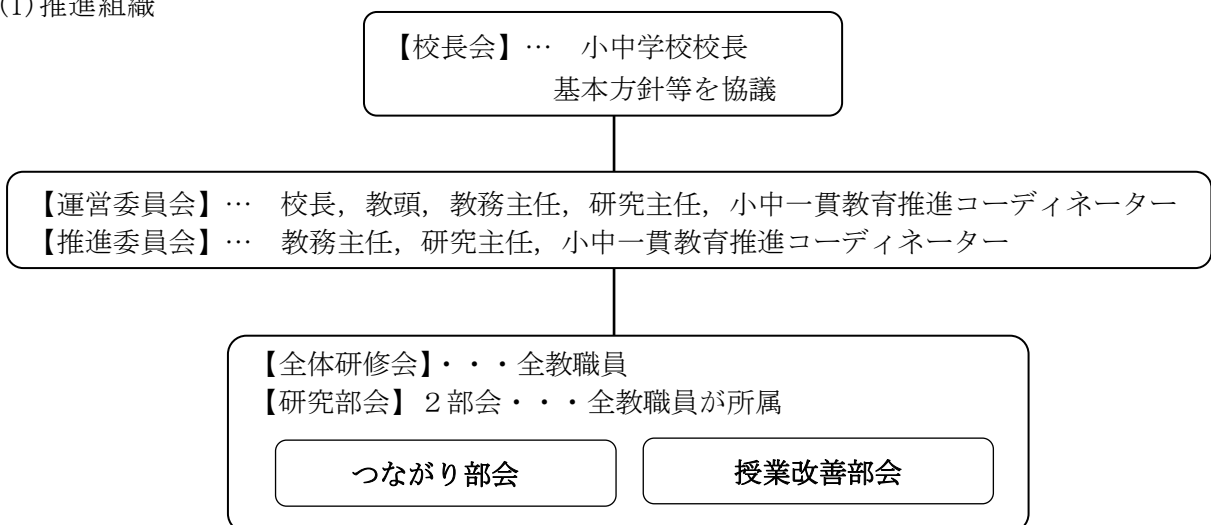 (1)推進組織
【校長会】… 小中学校校長
基本方針等を協議
【運営委員会】… 校長，教頭，教務主任，研究主任，小中一貫教育推進コーディネーター
【推進委員会】… 教務主任，研究主任，小中一貫教育推進コーディネーター
【全体研修会】・・・全教職員
【研究部会】２部会・・・全教職員が所属
つながり部会
授業改善部会